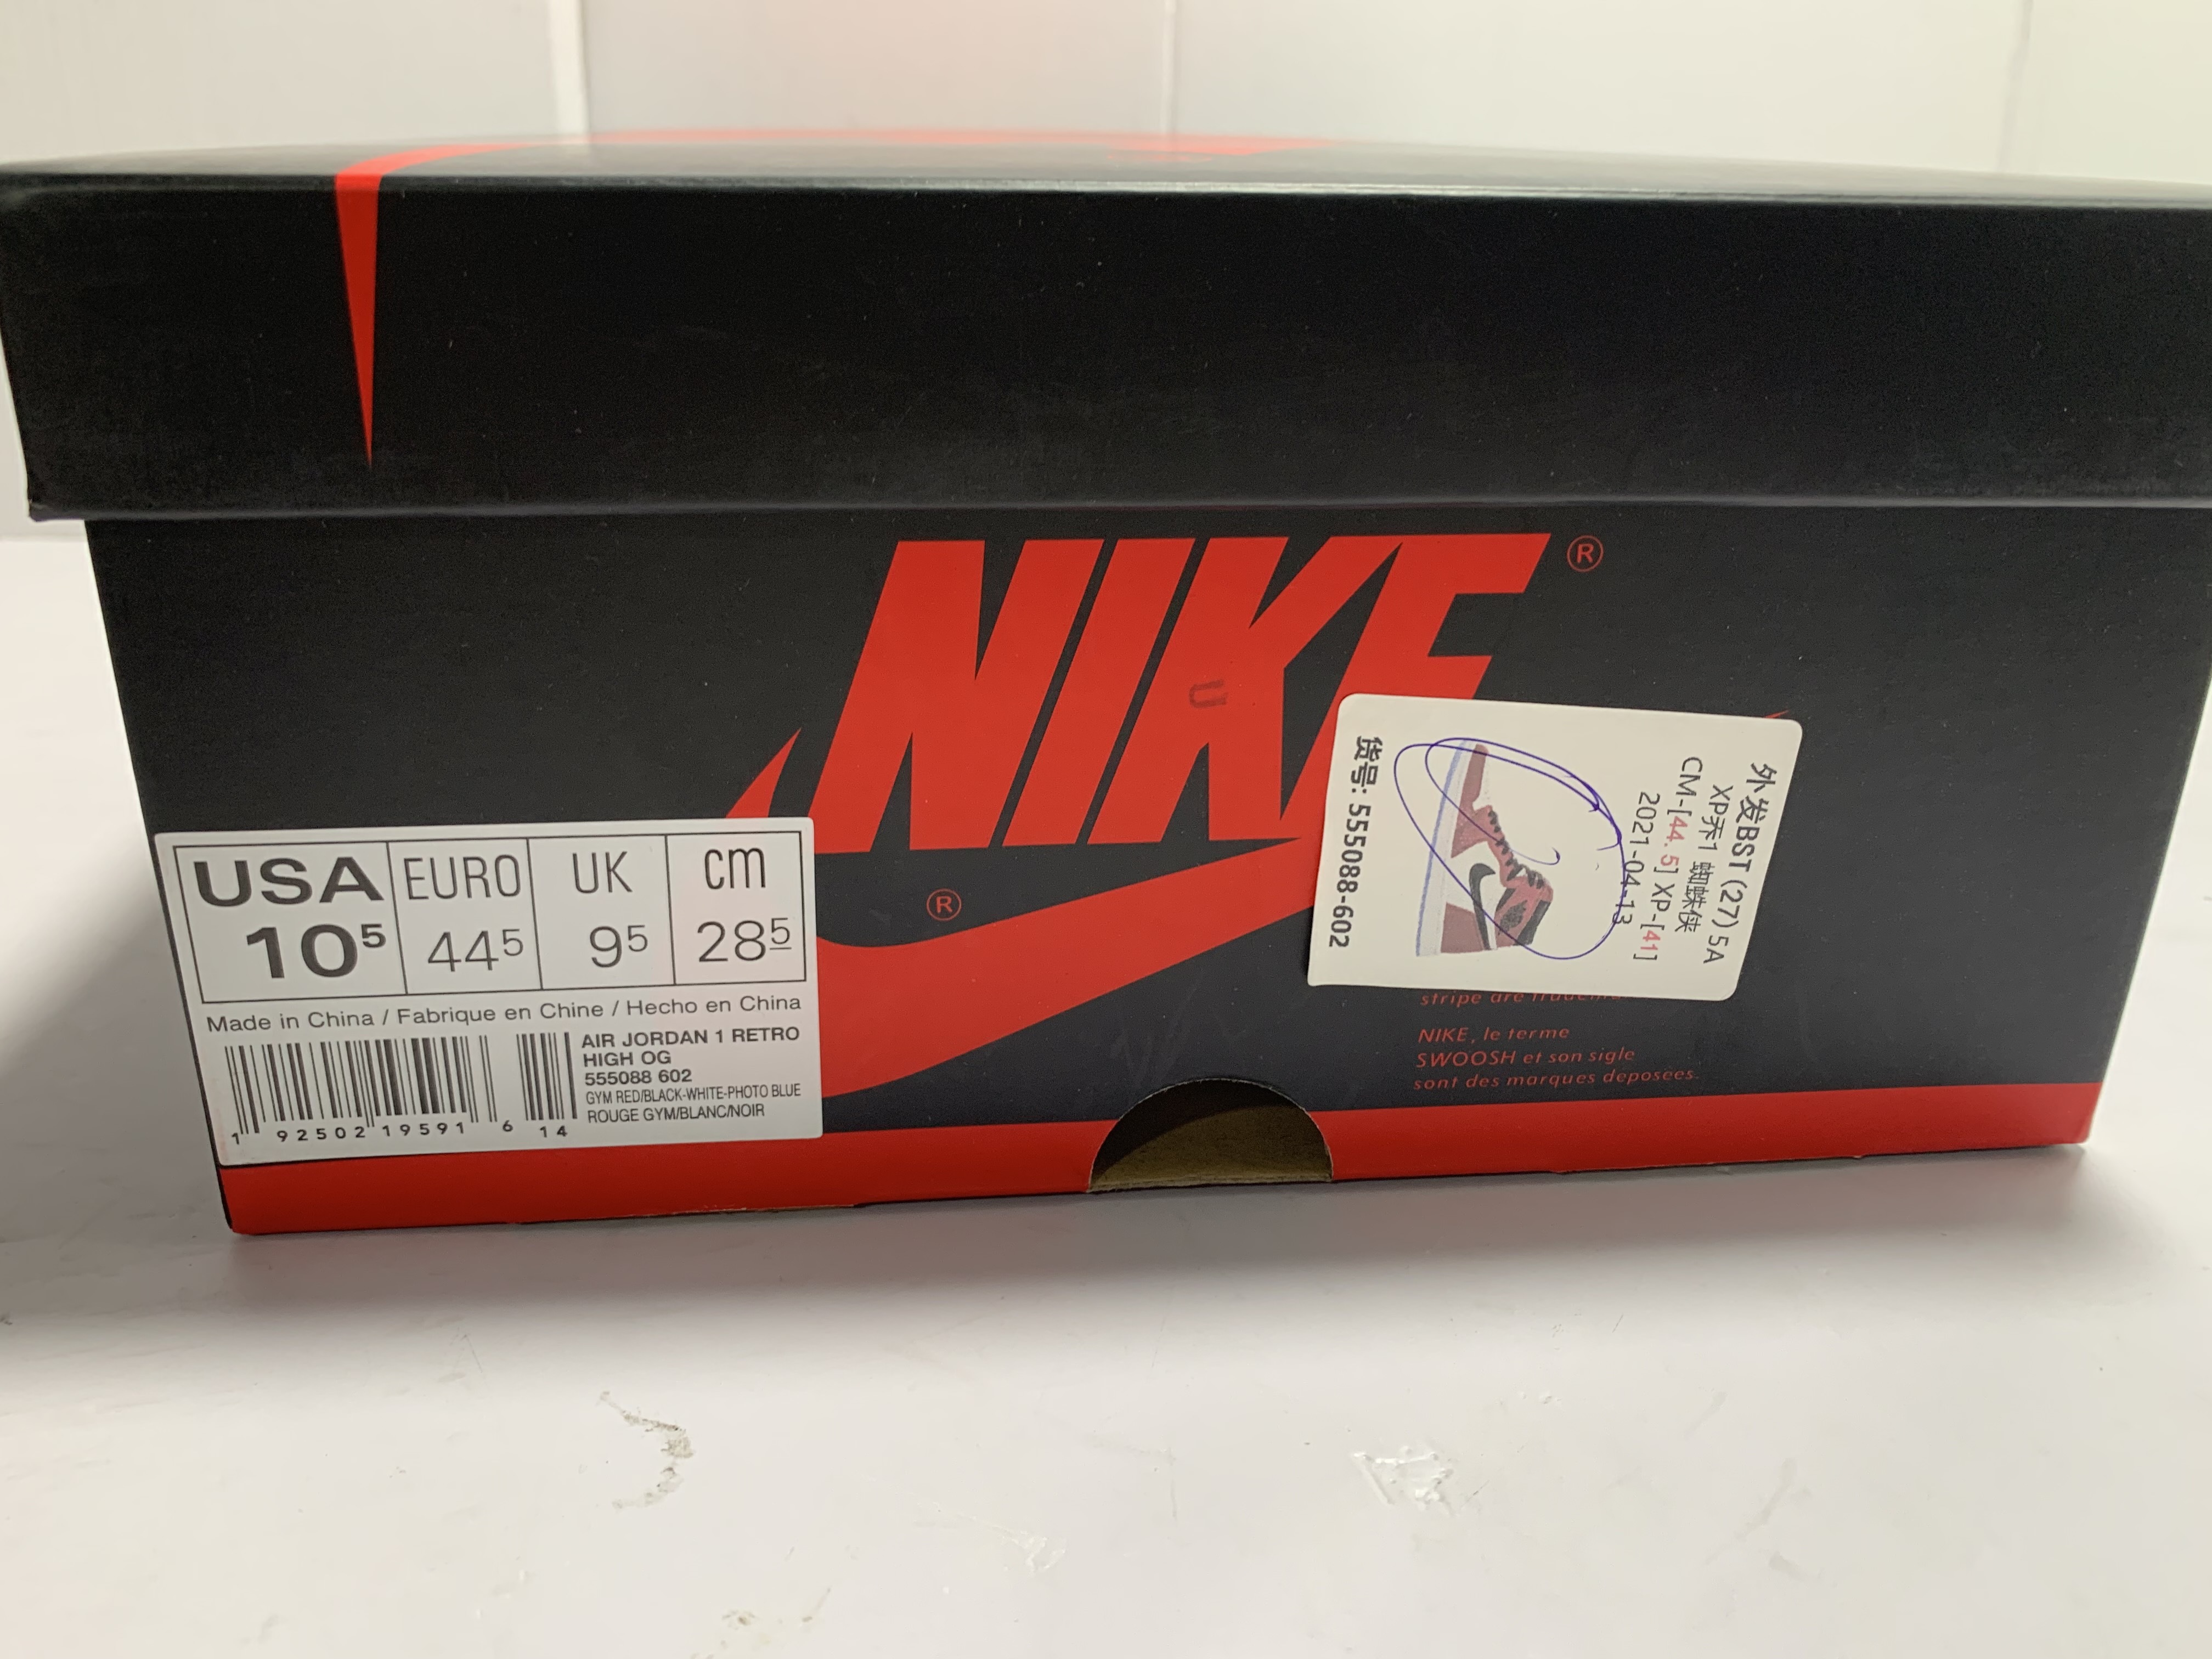 NIKE®
®
USA EURO UK cm
10⁵ 44⁵ 9⁵ 28⁵
Made in China / Fabrique en Chine / Hecho en China
AIR JORDAN 1 RETRO
HIGH OG
555088 602
GYM RED/BLACK-WHITE-PHOTO BLUE
ROUGE GYM/BLANC/NOIR
1 92502 19591 6 14
外发BST (27) 5A
XP乔1 蜘蛛侠
CM-[44.5] XP-[41]
2021-04-13
货号: 555088-602
stripe are
NIKE, le terme
SWOOSH et son sigle
sont des marques deposées.